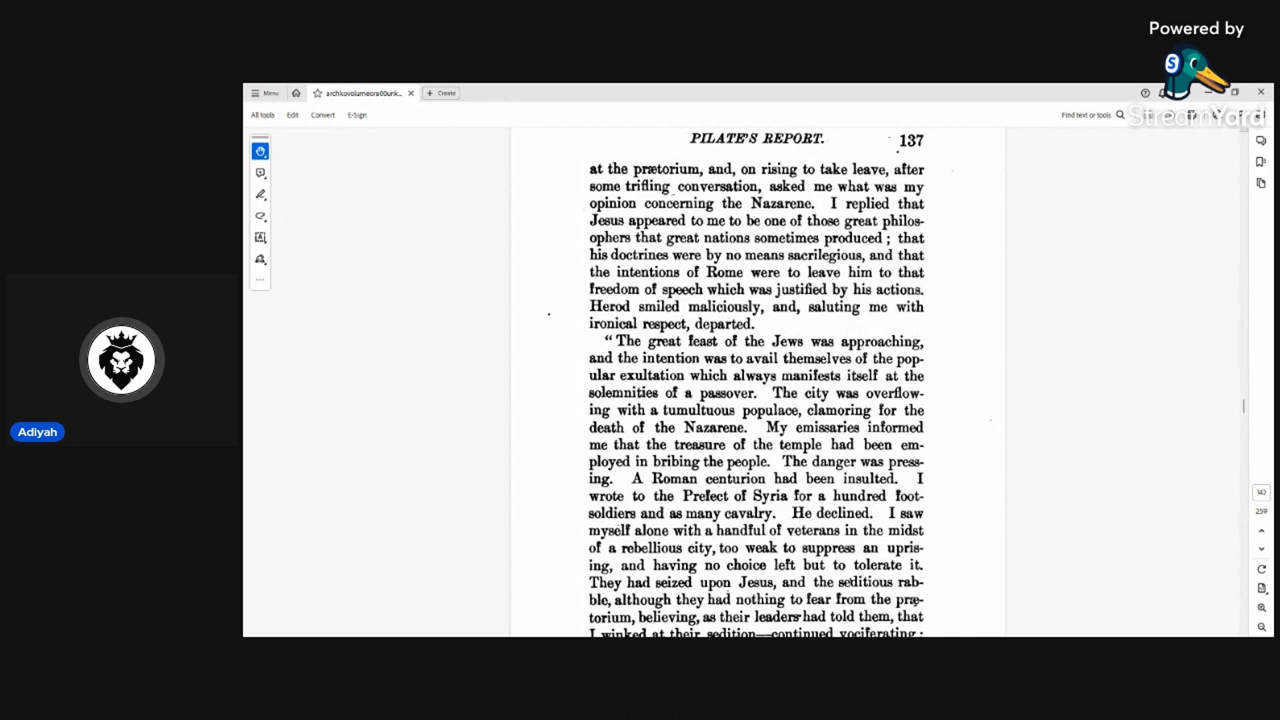 Powered by
S
StreamYard
Menu
archkovolumeora00unk...
Create
All tools
Edit
Convert
E-Sign
Find text or tools
PILATE'S REPORT.
137
at the prætorium, and, on rising to take leave, after
some trifling conversation, asked me what was my
opinion concerning the Nazarene. I replied that
Jesus appeared to me to be one of those great philos-
ophers that great nations sometimes produced ; that
his doctrines were by no means sacrilegious, and that
the intentions of Rome were to leave him to that
freedom of speech which was justified by his actions.
Herod smiled maliciously, and, saluting me with
ironical respect, departed.
"The great feast of the Jews was approaching,
and the intention was to avail themselves of the pop-
ular exultation which always manifests itself at the
solemnities of a passover. The city was overflow-
ing with a tumultuous populace, clamoring for the
death of the Nazarene. My emissaries informed
me that the treasure of the temple had been em-
ployed in bribing the people. The danger was press-
ing. A Roman centurion had been insulted. I
wrote to the Prefect of Syria for a hundred foot-
soldiers and as many cavalry. He declined. I saw
myself alone with a handful of veterans in the midst
of a rebellious city, too weak to suppress an upris-
ing, and having no choice left but to tolerate it.
They had seized upon Jesus, and the seditious rab-
ble, although they had nothing to fear from the præ-
torium, believing, as their leaders had told them, that
I winked at their sedition—continued vociferating :
142
259
Adiyah